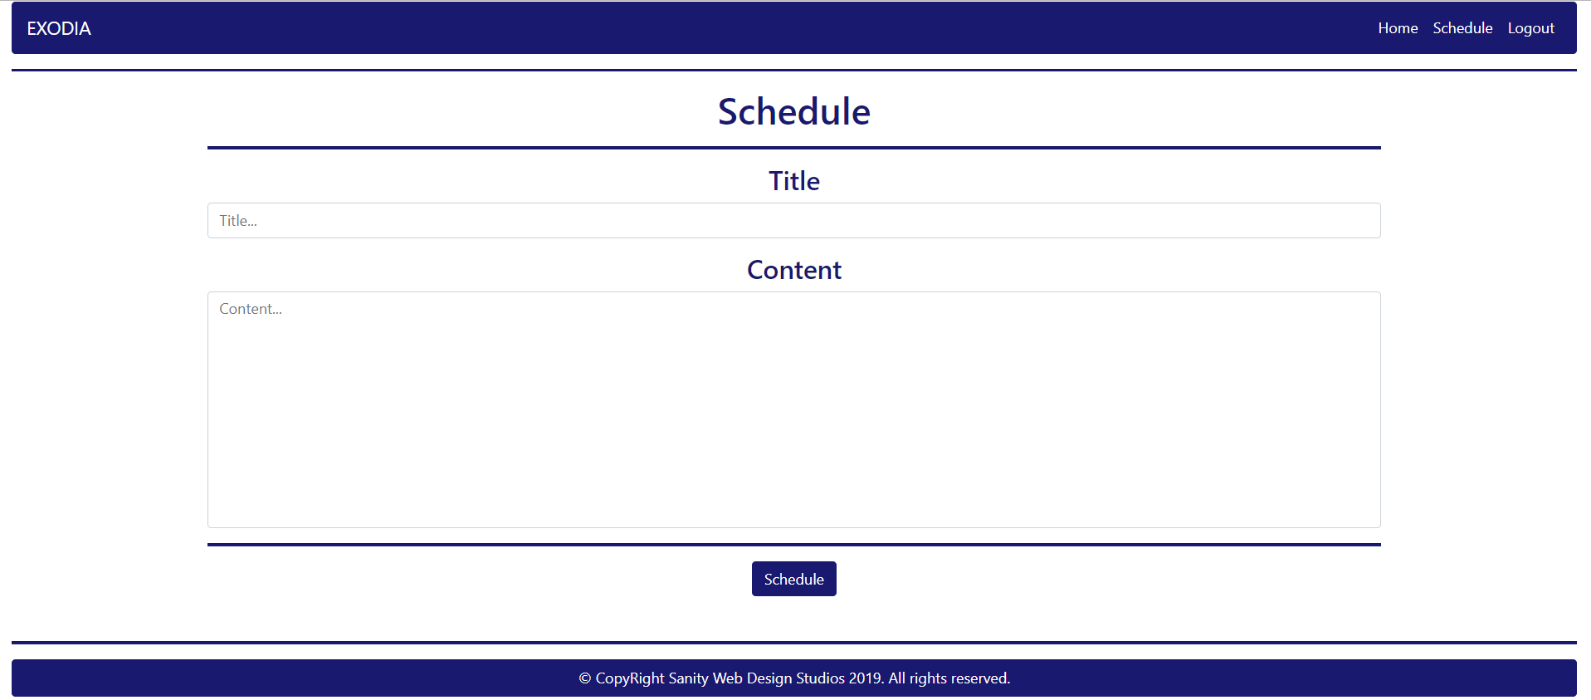 EXODIA Home Schedule Logout
Schedule
Title
Title...
Content
Content...
Schedule
© CopyRight Sanity Web Design Studios 2019. All rights reserved.